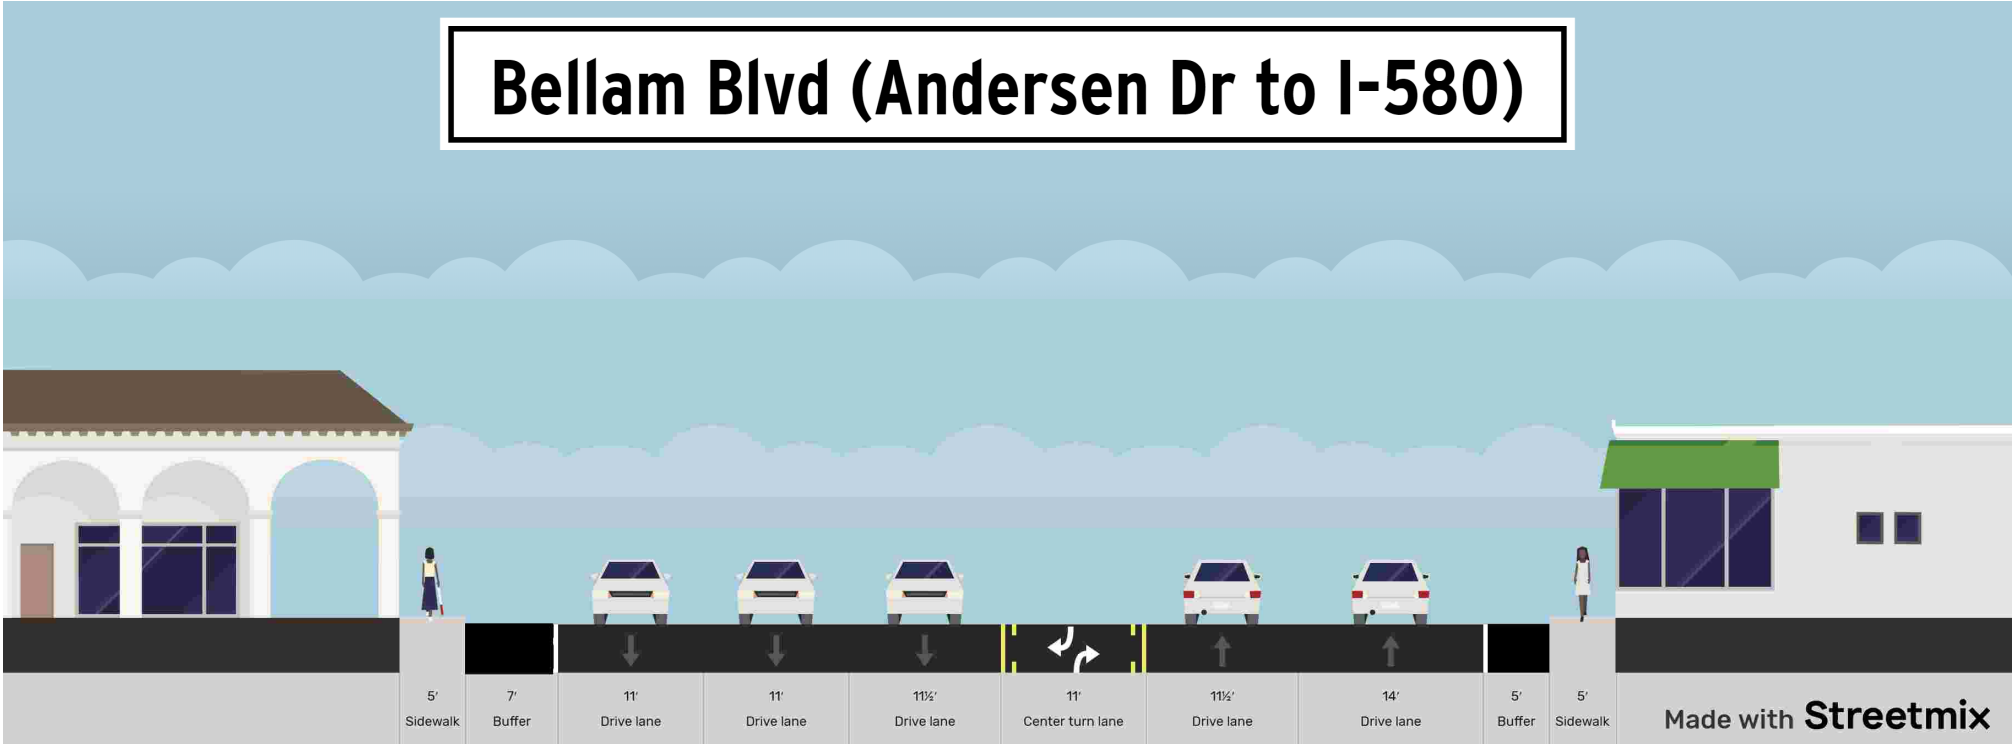 Bellam Blvd (Andersen Dr to I-580)
5' 7' 11' 11' 11½' 11' 11½' 14' 5' 5'
Sidewalk Buffer Drive lane Drive lane Drive lane Center turn lane Drive lane Drive lane Buffer Sidewalk
Made with Streetmix